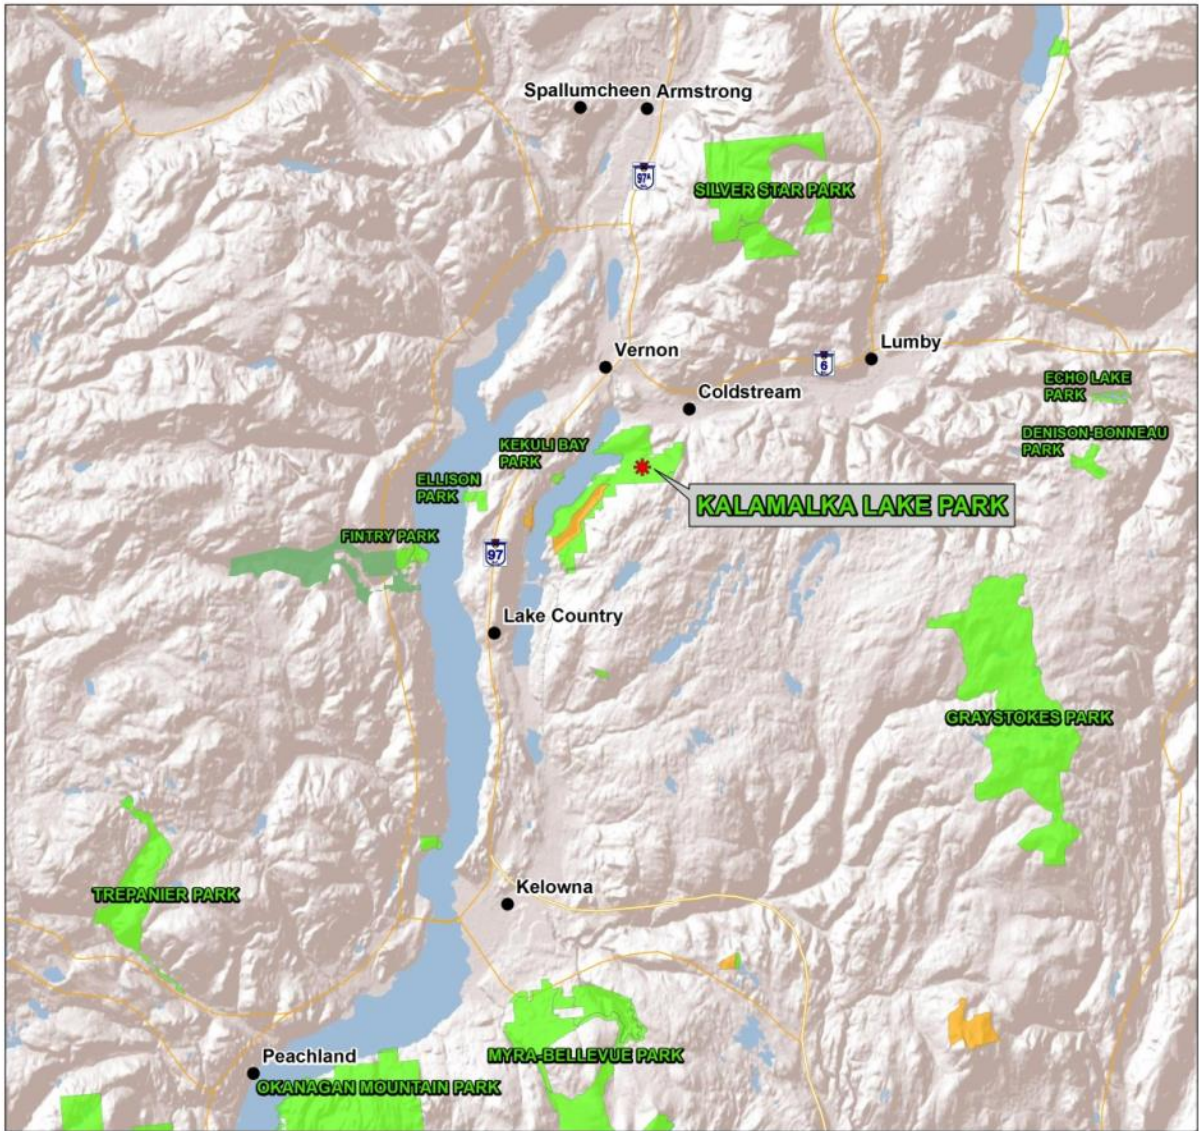 Spallumcheen Armstrong
97A
SILVER STAR PARK
Vernon
Lumby
6
Coldstream
ECHO LAKE
PARK
DENISON-BONNEAU
PARK
KEKULI BAY
PARK
ELLISON
PARK
KALAMALKA LAKE PARK
FINTRY PARK
97
Lake Country
GRAYSTOKES PARK
TREPANIER PARK
Kelowna
Peachland
MYRA-BELLEVUE PARK
OKANAGAN MOUNTAIN PARK